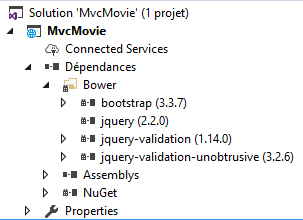 Solution 'MvcMovie' (1 projet)
MvcMovie
Connected Services
Dépendances
Bower
bootstrap (3.3.7)
jquery (2.2.0)
jquery-validation (1.14.0)
jquery-validation-unobtrusive (3.2.6)
Assemblys
NuGet
Properties